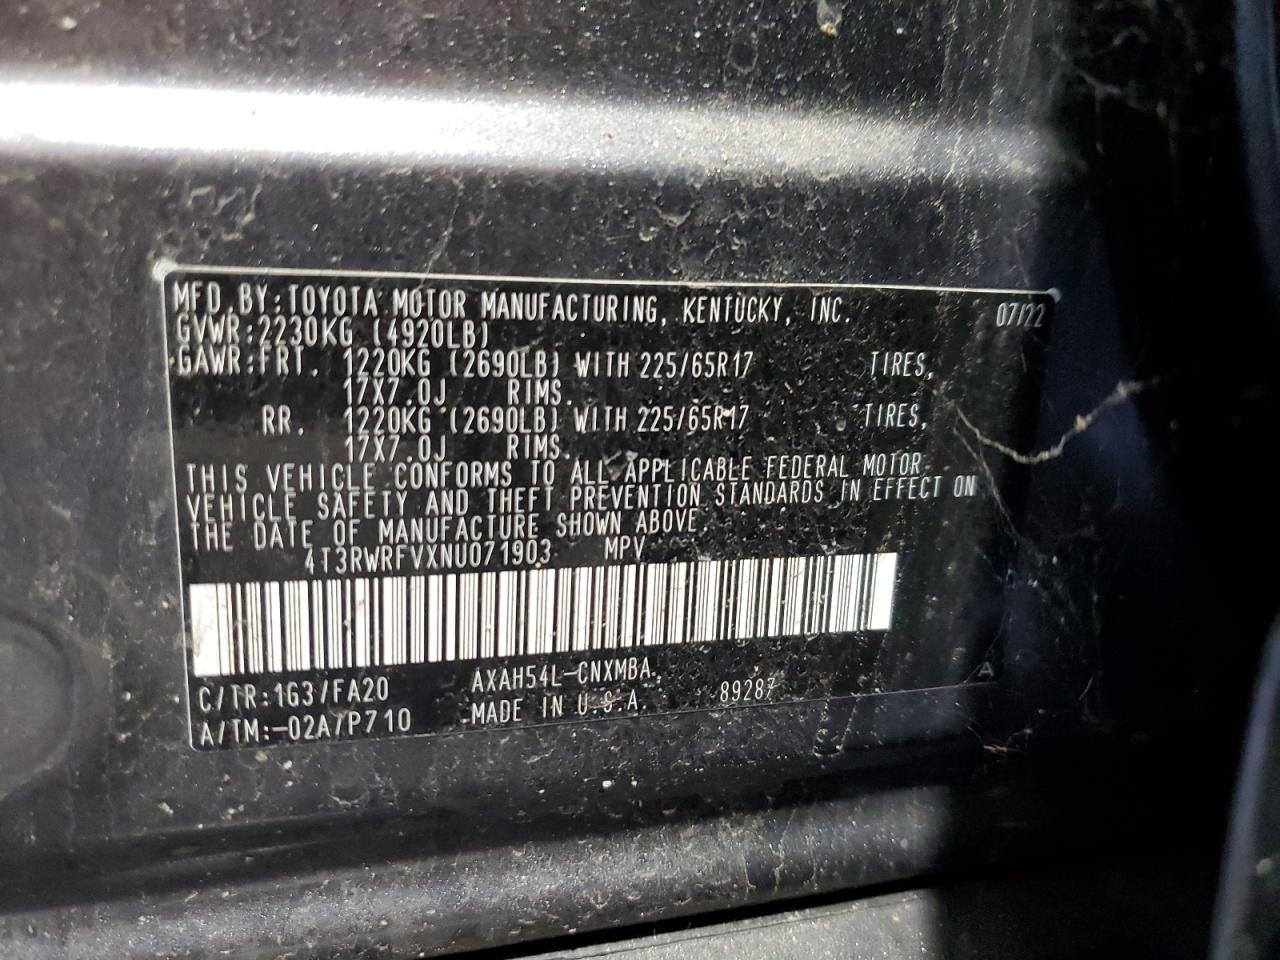 MFD.BY:TOYOTA MOTOR MANUFACTURING, KENTUCKY, INC. 07/22
GVWR:2230KG (4920LB)
GAWR:FRT. 1220KG (2690LB) WITH 225/65R17 TIRES,
17X7.0J RIMS.
RR. 1220KG (2690LB) WITH 225/65R17 TIRES,
17X7.0J RIMS.
THIS VEHICLE CONFORMS TO ALL APPLICABLE FEDERAL MOTOR
VEHICLE SAFETY AND THEFT PREVENTION STANDARDS IN EFFECT ON
THE DATE OF MANUFACTURE SHOWN ABOVE.
4T3RWRFVXNU071903 MPV
C/TR:1G3/FA20 AXAH54L-CNXMBA
A/TM:-02A/P710 MADE IN U.S.A. 89287
A